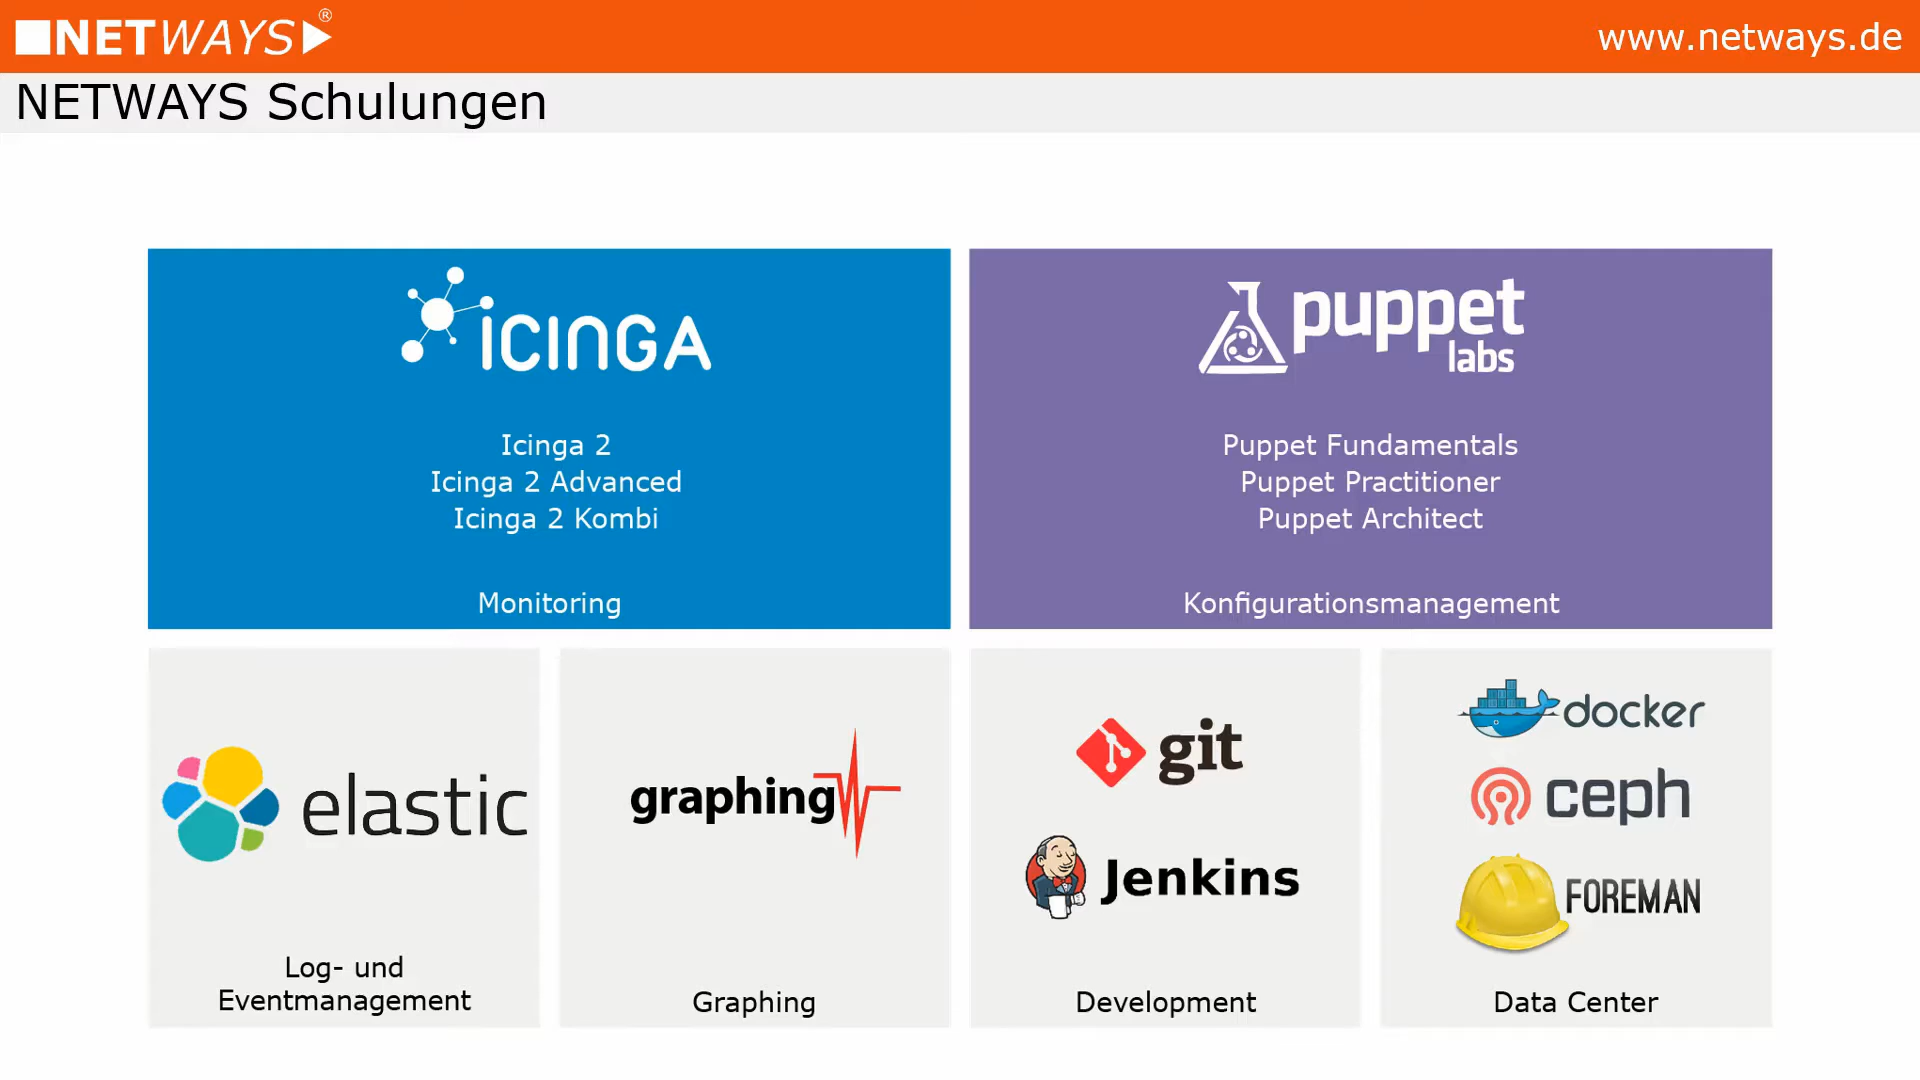 NETWAYS®
www.netways.de
NETWAYS Schulungen
ICINGA
Icinga 2
Icinga 2 Advanced
Icinga 2 Kombi
Monitoring
puppet
labs
Puppet Fundamentals
Puppet Practitioner
Puppet Architect
Konfigurationsmanagement
elastic
Log- und
Eventmanagement
graphing
Graphing
git
Jenkins
Development
docker
ceph
FOREMAN
Data Center